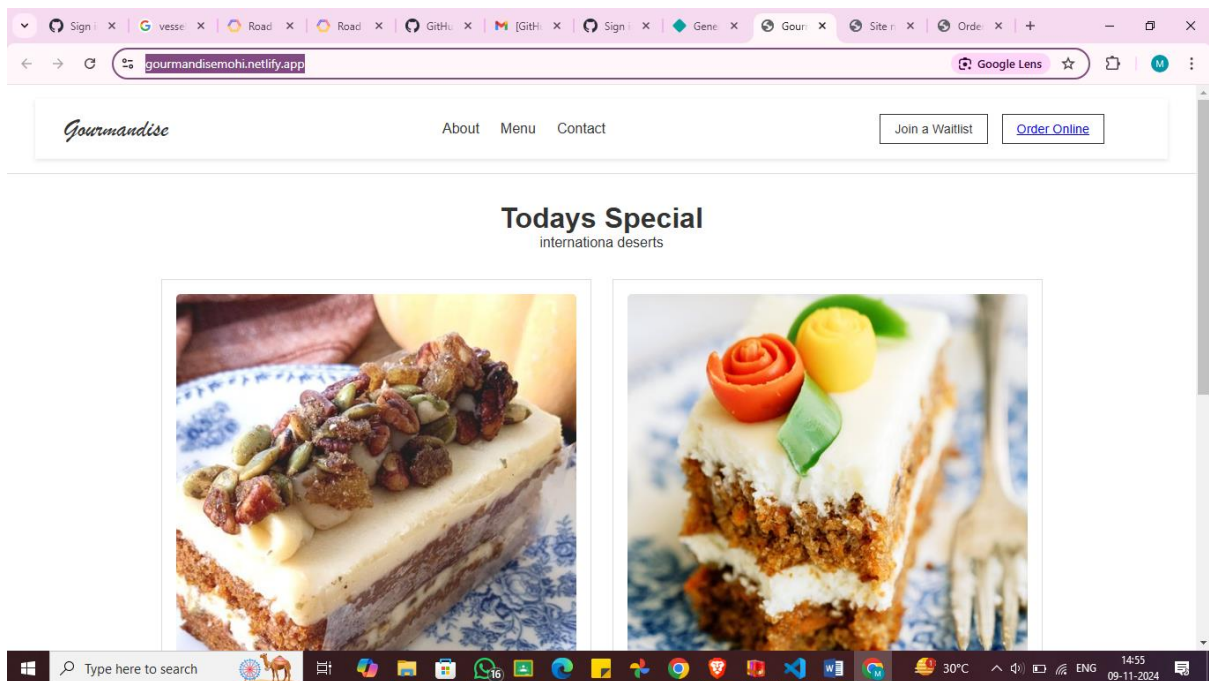 Sign i
vesse
Road
Road
GitHu
[GitHu
Sign i
Gene
Gour
Site n
Orde
gourmandisemohi.netlify.app
Google Lens
M
Gourmandise
About Menu Contact
Join a Waitlist
Order Online
Todays Special
internationa deserts
Type here to search
16
30°C
ENG
14:55
09-11-2024